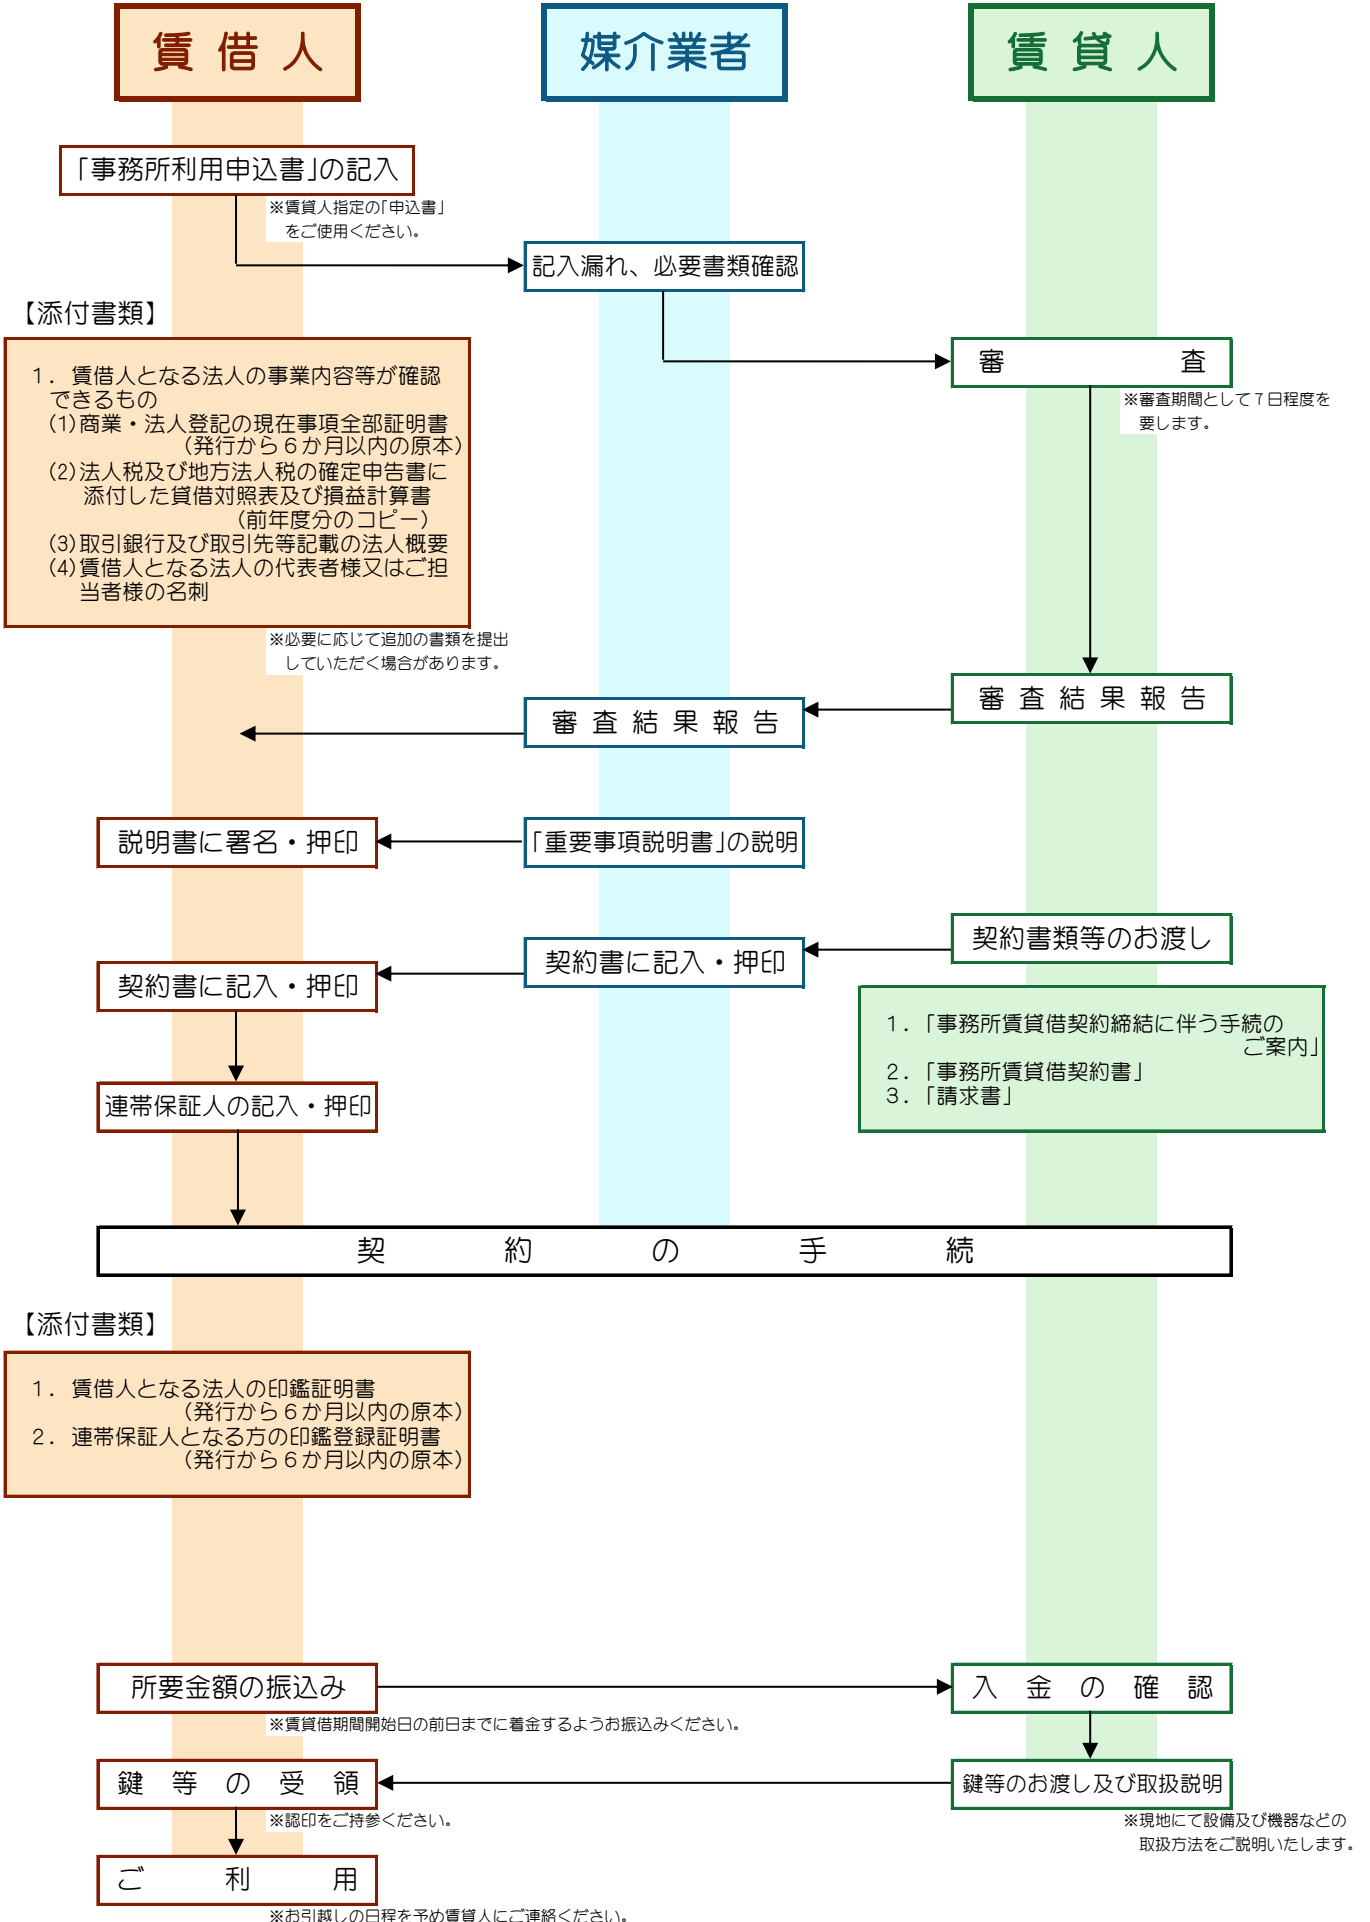 賃借人
媒介業者
賃貸人
「事務所利用申込書」の記入
※賃貸人指定の「申込書」
をご使用ください。
記入漏れ、必要書類確認
【添付書類】
審　査
※審査期間として７日程度を
要します。
１．賃借人となる法人の事業内容等が確認
できるもの
(1)商業・法人登記の現在事項全部証明書
（発行から６か月以内の原本）
(2)法人税及び地方法人税の確定申告書に
添付した貸借対照表及び損益計算書
（前年度分のコピー）
(3)取引銀行及び取引先等記載の法人概要
(4)賃借人となる法人の代表者様又はご担
当者様の名刺
※必要に応じて追加の書類を提出
していただく場合があります。
審査結果報告
審査結果報告
説明書に署名・押印
「重要事項説明書」の説明
契約書類等のお渡し
契約書に記入・押印
契約書に記入・押印
１．「事務所賃貸借契約締結に伴う手続の
ご案内」
２．「事務所賃貸借契約書」
３．「請求書」
連帯保証人の記入・押印
契約の手続
【添付書類】
１．賃借人となる法人の印鑑証明書
（発行から６か月以内の原本）
２．連帯保証人となる方の印鑑登録証明書
（発行から６か月以内の原本）
所要金額の振込み
入金の確認
※賃貸借期間開始日の前日までに着金するようお振込みください。
鍵等の受領
鍵等のお渡し及び取扱説明
※認印をご持参ください。
※現地にて設備及び機器などの
取扱方法をご説明いたします。
ご利用
※お引越しの日程を予め賃貸人にご連絡ください。